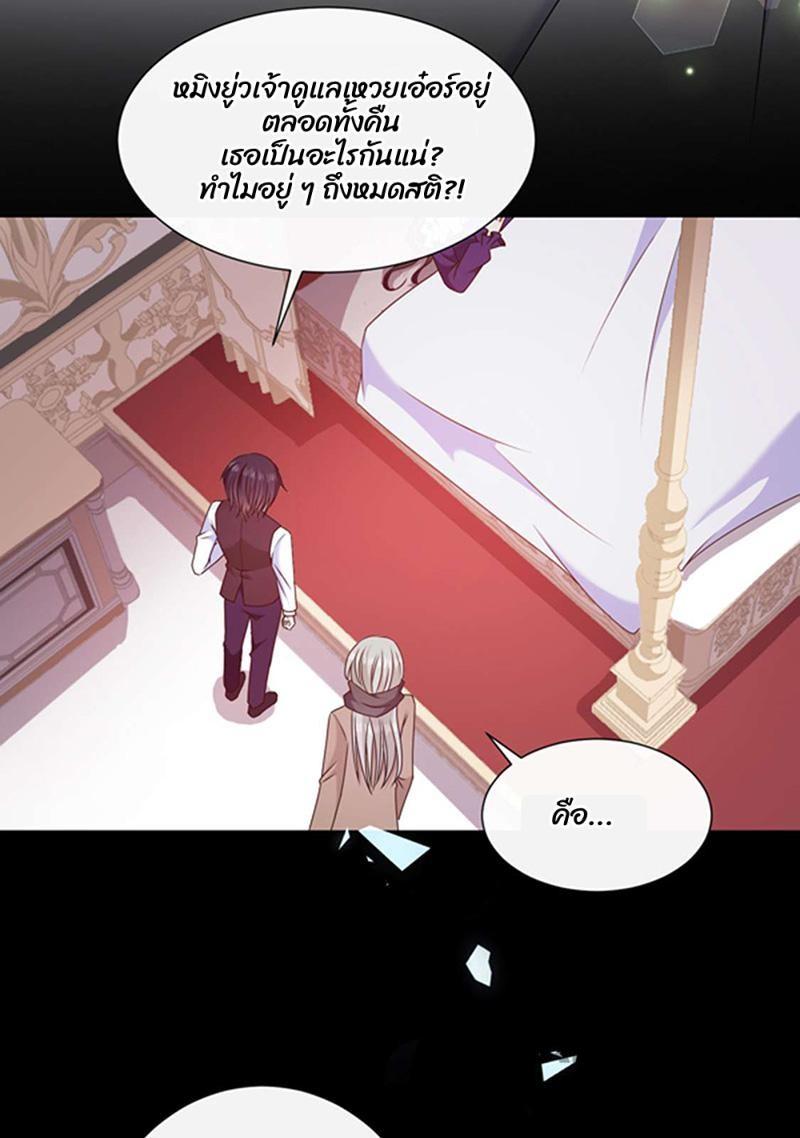 หมิงยู่วเจ้าดูแลเหวยเอ๋อร์อยู่
ตลอดทั้งคืน
เธอเป็นอะไรกันแน่?
ทำไมอยู่ ๆ ถึงหมดสติ?!
คือ...